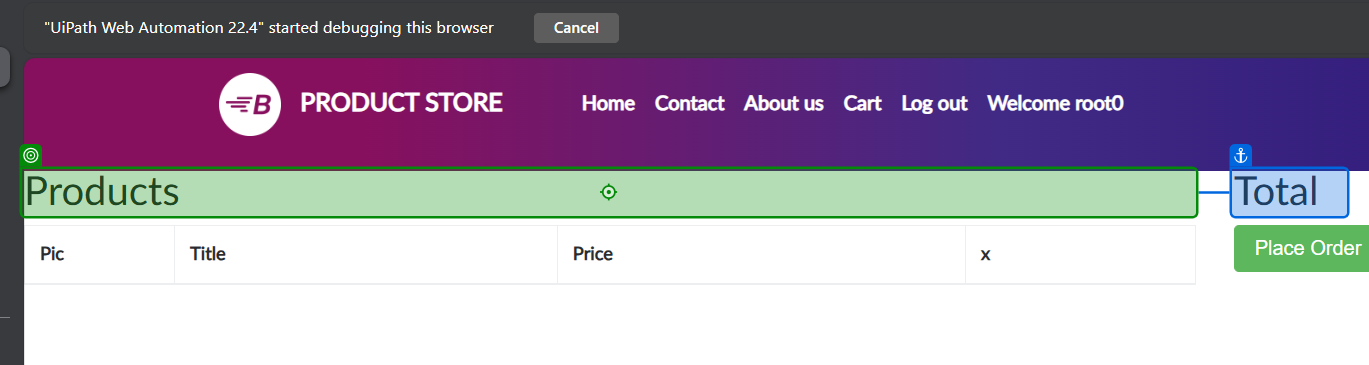 "UiPath Web Automation 22.4" started debugging this browser Cancel
B PRODUCT STORE Home Contact About us Cart Log out Welcome root0
Products Total
Pic Title Price x Place Order